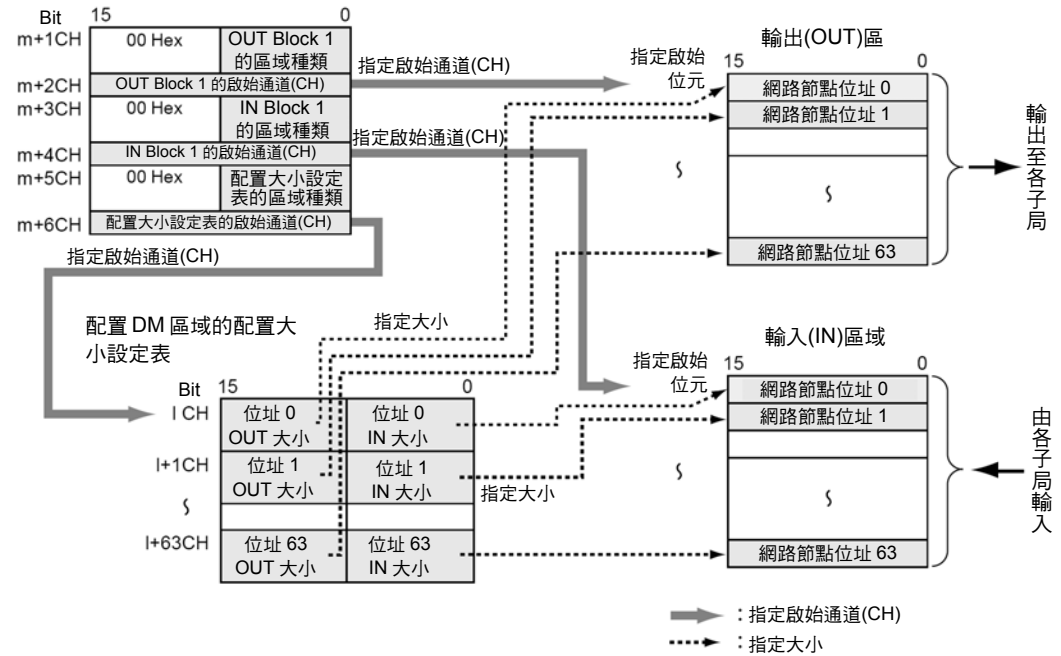 Bit 15 0
m+1CH 00 Hex OUT Block 1
的區域種類
m+2CH OUT Block 1 的啟始通道(CH)
m+3CH 00 Hex IN Block 1
的區域種類
m+4CH IN Block 1 的啟始通道(CH)
m+5CH 00 Hex 配置大小設定
表的區域種類
m+6CH 配置大小設定表的啟始通道(CH)
指定啟始通道(CH)
指定啟始通道(CH)
指定啟始通道(CH)
指定啟始
位元
輸出(OUT)區
15 0
網路節點位址 0
網路節點位址 1
網路節點位址 63
輸出至各子局
配置 DM 區域的配置大
小設定表
指定大小
Bit 15 0
l CH 位址 0
OUT 大小
位址 0
IN 大小
l+1CH 位址 1
OUT 大小
位址 1
IN 大小
l+63CH 位址 63
OUT 大小
位址 63
IN 大小
指定大小
指定啟始
位元
輸入(IN)區域
15 0
網路節點位址 0
網路節點位址 1
網路節點位址 63
由各子局輸入
：指定啟始通道(CH)
：指定大小